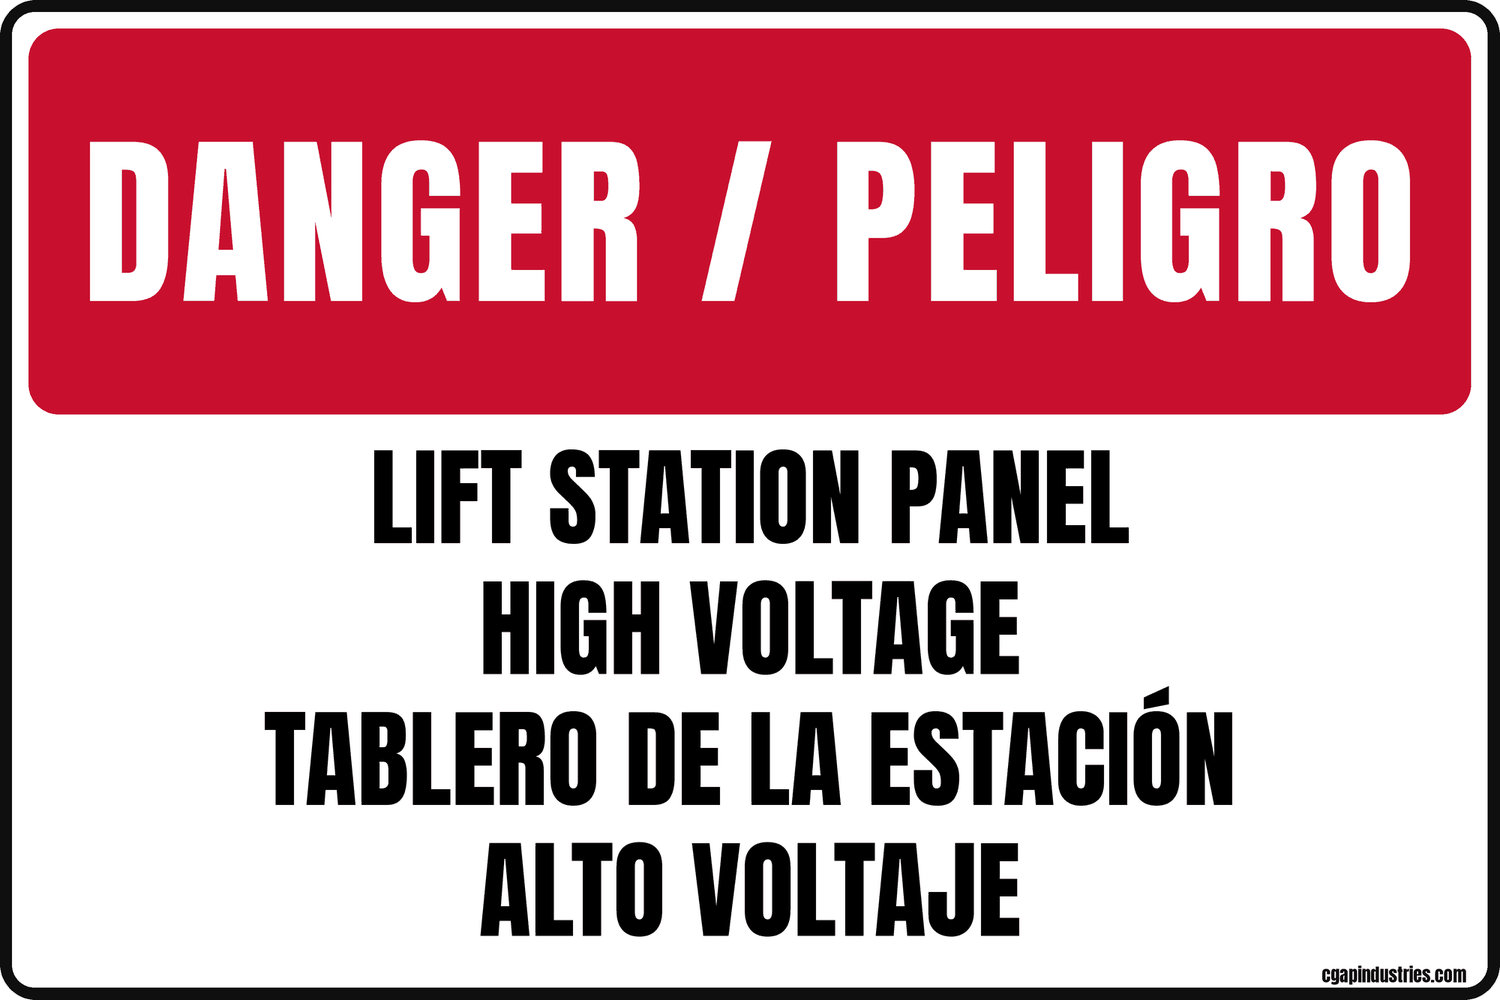 DANGER / PELIGRO
LIFT STATION PANEL
HIGH VOLTAGE
TABLERO DE LA ESTACIÓN
ALTO VOLTAJE
cgapindustries.com